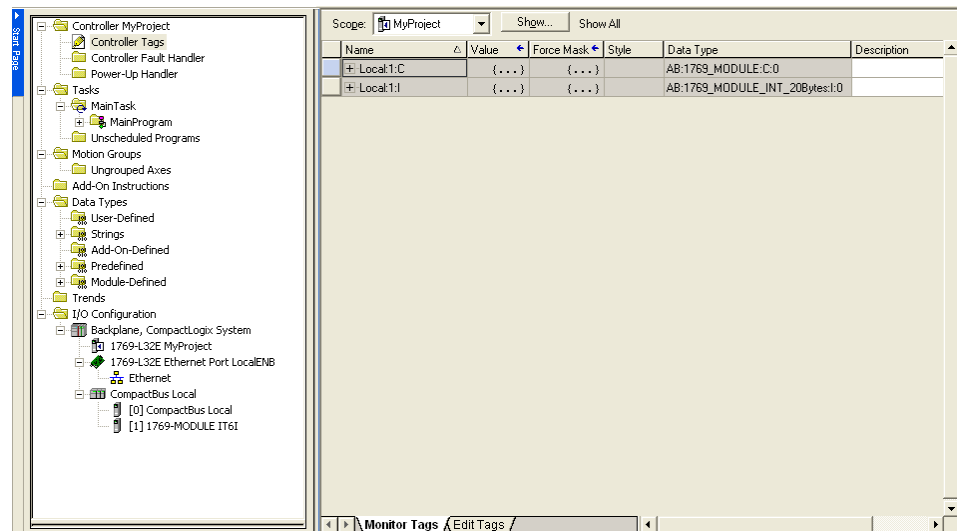 Start Page
Controller MyProject
Controller Tags
Controller Fault Handler
Power-Up Handler
Tasks
MainTask
MainProgram
Unscheduled Programs
Motion Groups
Ungrouped Axes
Add-On Instructions
Data Types
User-Defined
Strings
Add-On-Defined
Predefined
Module-Defined
Trends
I/O Configuration
Backplane, CompactLogix System
1769-L32E MyProject
1769-L32E Ethernet Port LocalENB
Ethernet
CompactBus Local
[0] CompactBus Local
[1] 1769-MODULE IT6I
Scope: MyProject Show... Show All
Name Value Force Mask Style Data Type Description
Local:1:C {...} {...} AB:1769_MODULE:C:0
Local:1:I {...} {...} AB:1769_MODULE_INT_20Bytes:I:0
Monitor Tags Edit Tags